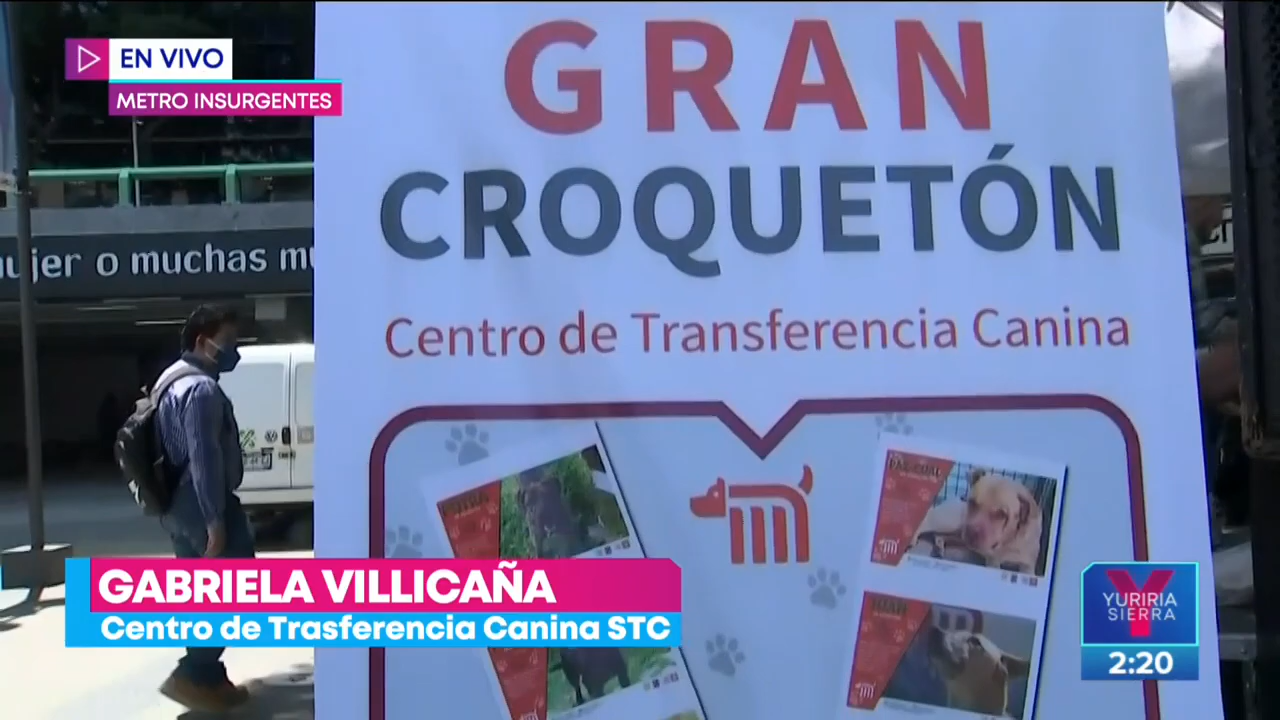 EN VIVO
METRO INSURGENTES
GRAN
CROQUETÓN
Centro de Transferencia Canina
mujer o muchas mu
GABRIELA VILLICAÑA
Centro de Trasferencia Canina STC
Y
YURIRIA
SIERRA
2:20